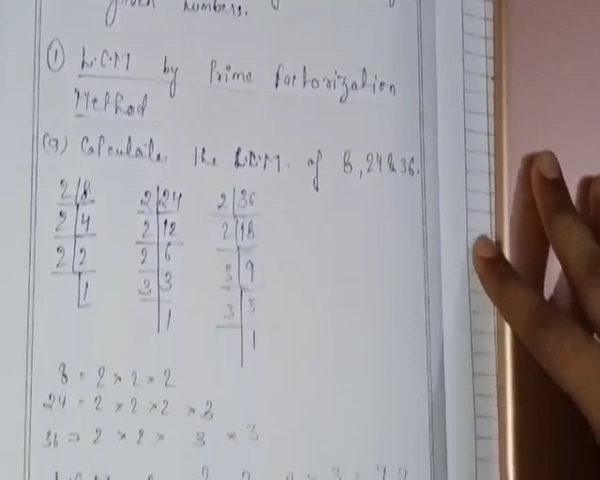 given numbers.
① L.C.M by Prime Factorization
Method
(a) Calculate the L.C.M. of 8, 24 & 36.
2 | 8 2 | 24 2 | 36
2 | 4 2 | 12 2 | 18
2 | 2 2 | 6 3 | 9
1 3 | 3 3 | 3
1 1
8 = 2 × 2 × 2
24 = 2 × 2 × 2 × 3
36 = 2 × 2 × 3 × 3